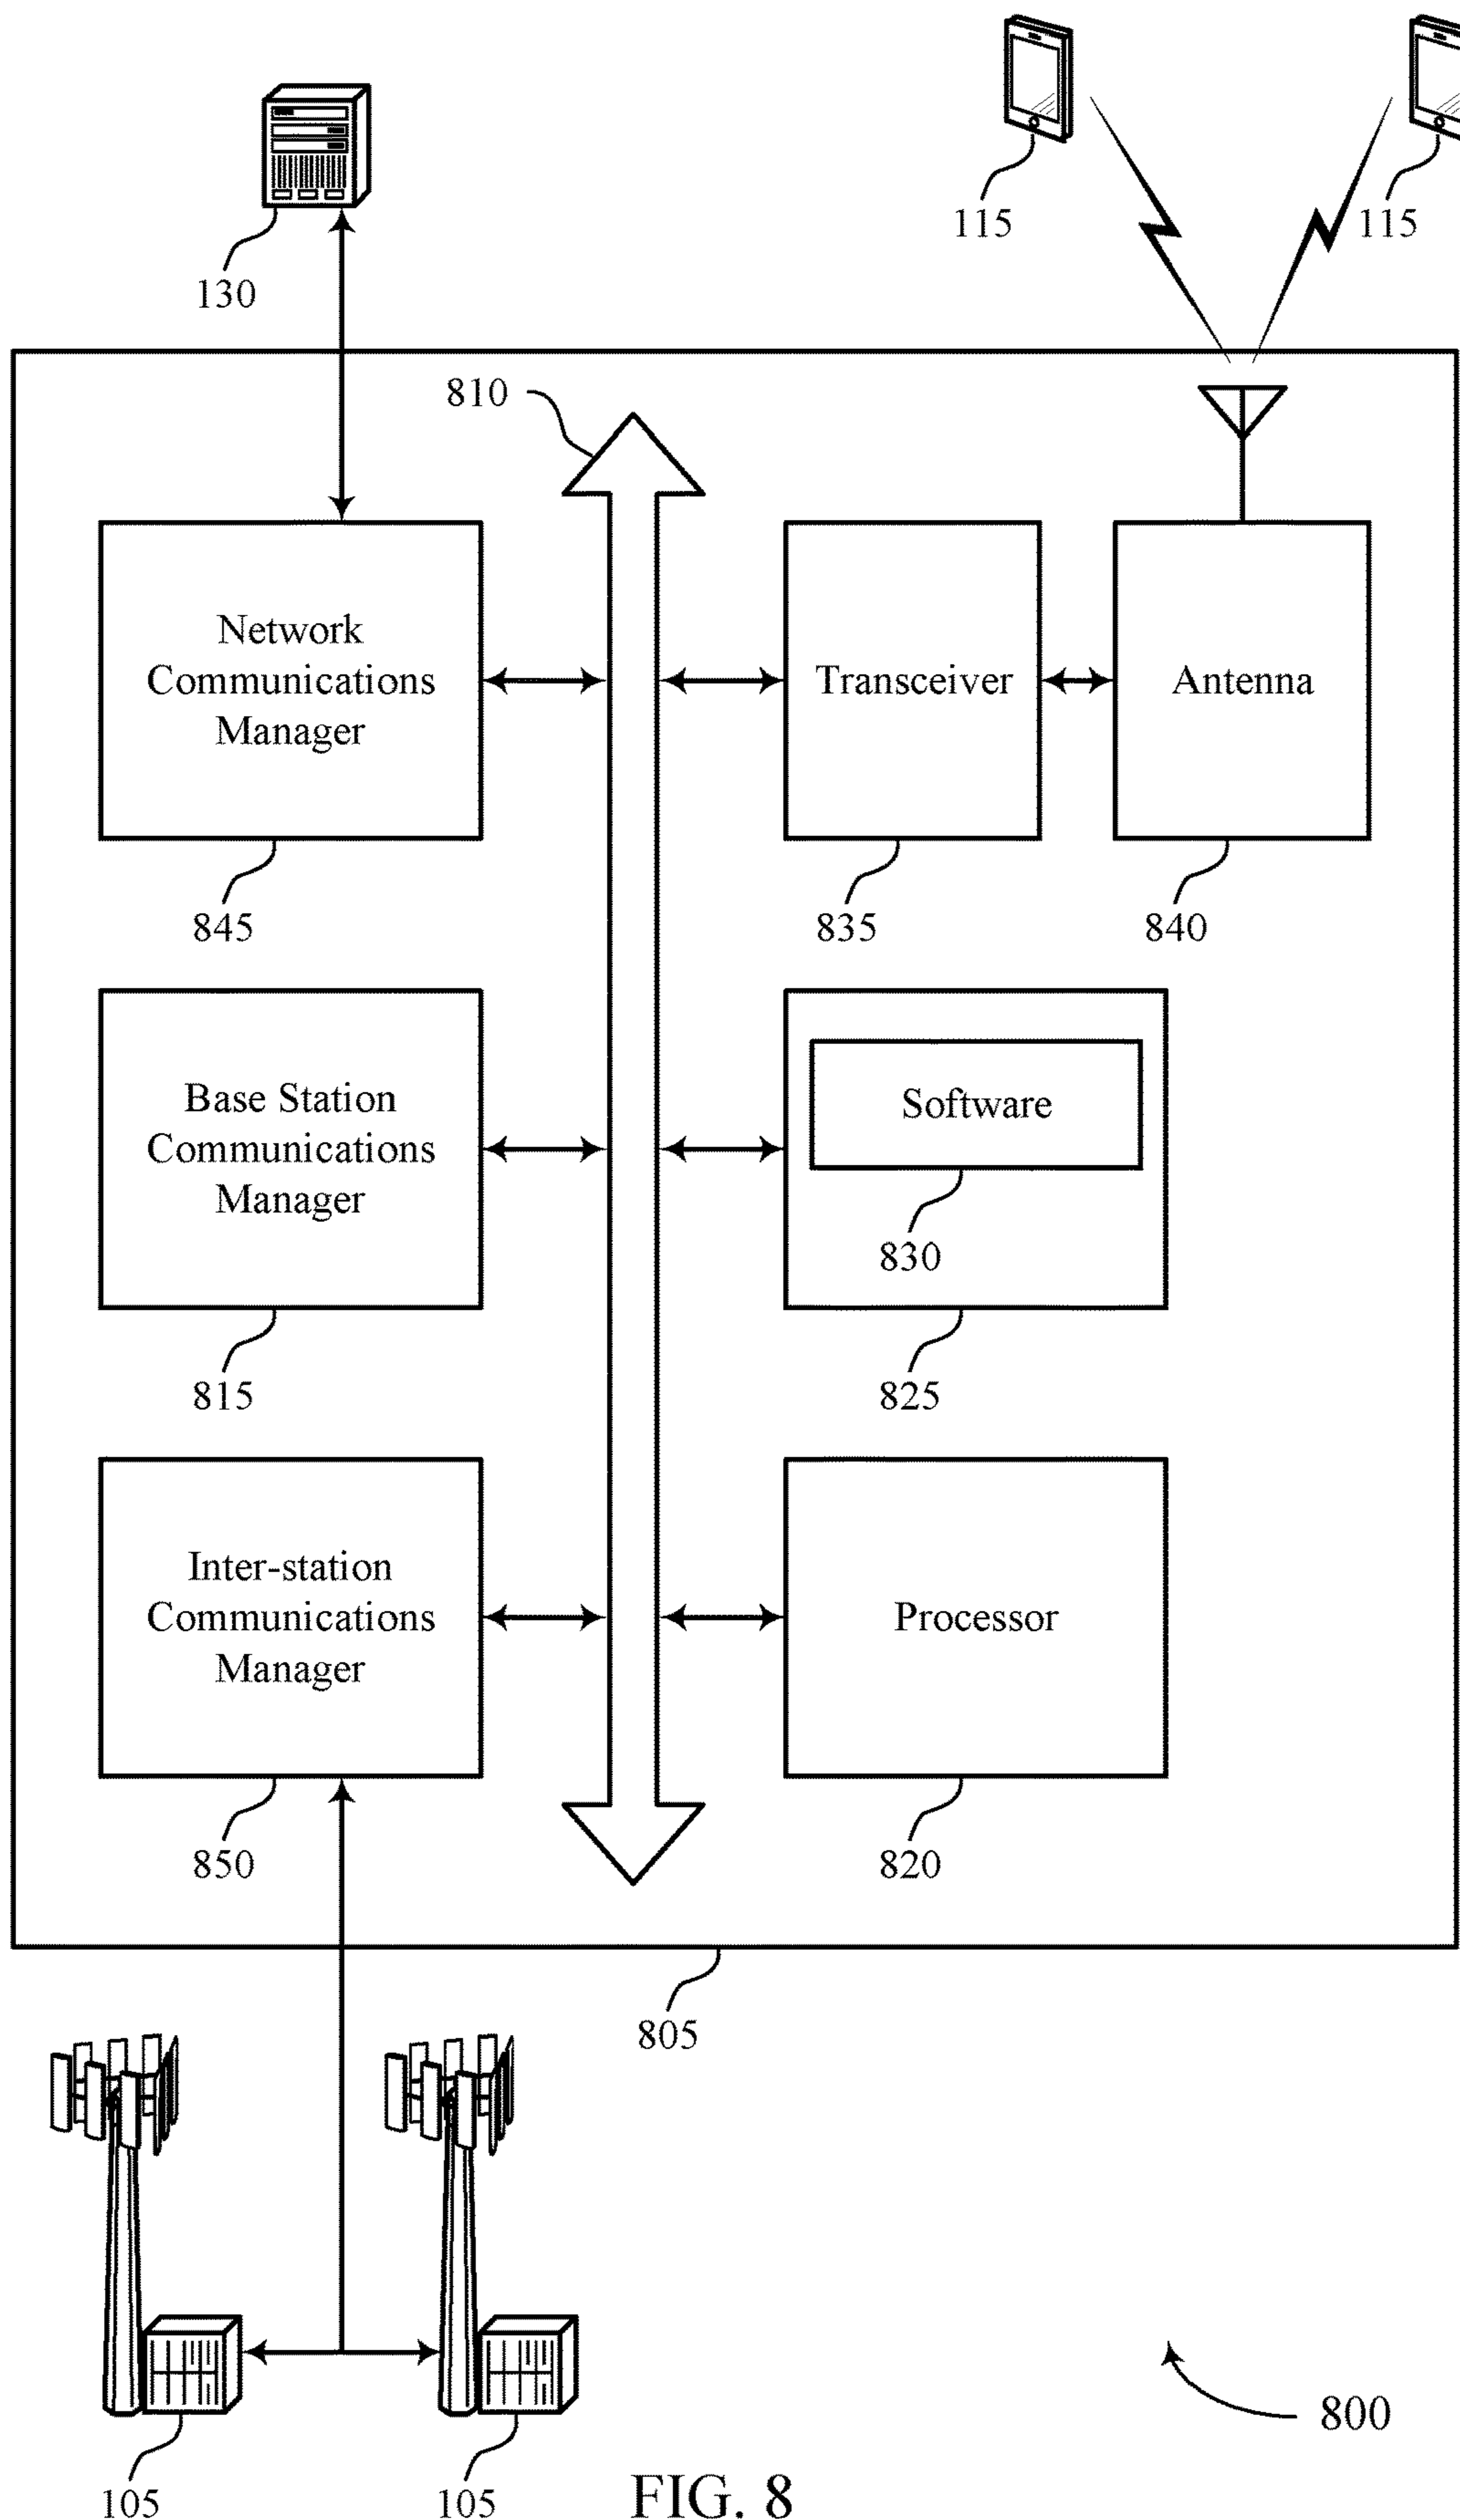 115
115
130
810
Network
Communications
Manager
Transceiver
Antenna
845
835
840
Base Station
Communications
Manager
Software
830
815
825
Inter-station
Communications
Manager
Processor
850
820
805
105
105
800
FIG. 8